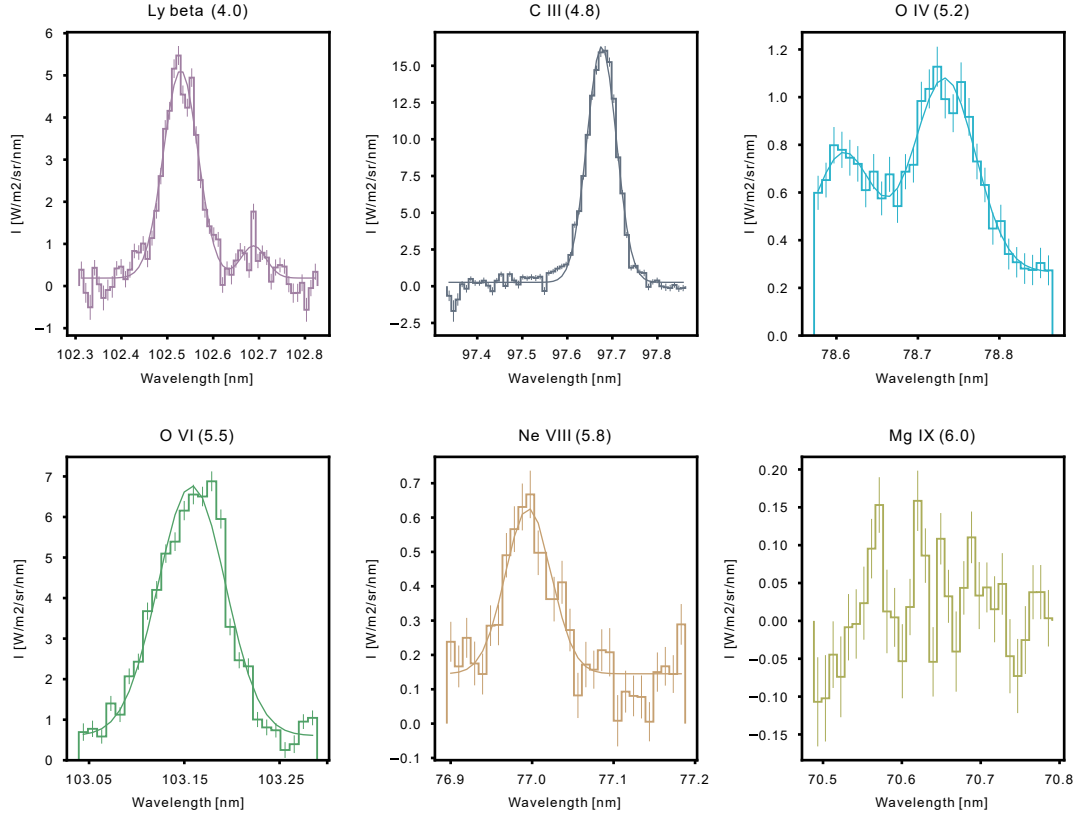 Ly beta (4.0)
C III (4.8)
O IV (5.2)
I [W/m2/sr/nm]
6
5
4
3
2
1
0
−1
102.3 102.4 102.5 102.6 102.7 102.8
Wavelength [nm]
I [W/m2/sr/nm]
15.0
12.5
10.0
7.5
5.0
2.5
0.0
−2.5
97.4 97.5 97.6 97.7 97.8
Wavelength [nm]
I [W/m2/sr/nm]
1.2
1.0
0.8
0.6
0.4
0.2
0.0
78.6 78.7 78.8
Wavelength [nm]
O VI (5.5)
Ne VIII (5.8)
Mg IX (6.0)
I [W/m2/sr/nm]
7
6
5
4
3
2
1
0
103.05 103.15 103.25
Wavelength [nm]
I [W/m2/sr/nm]
0.7
0.6
0.5
0.4
0.3
0.2
0.1
0.0
−0.1
76.9 77.0 77.1 77.2
Wavelength [nm]
I [W/m2/sr/nm]
0.20
0.15
0.10
0.05
0.00
−0.05
−0.10
−0.15
70.5 70.6 70.7 70.8
Wavelength [nm]